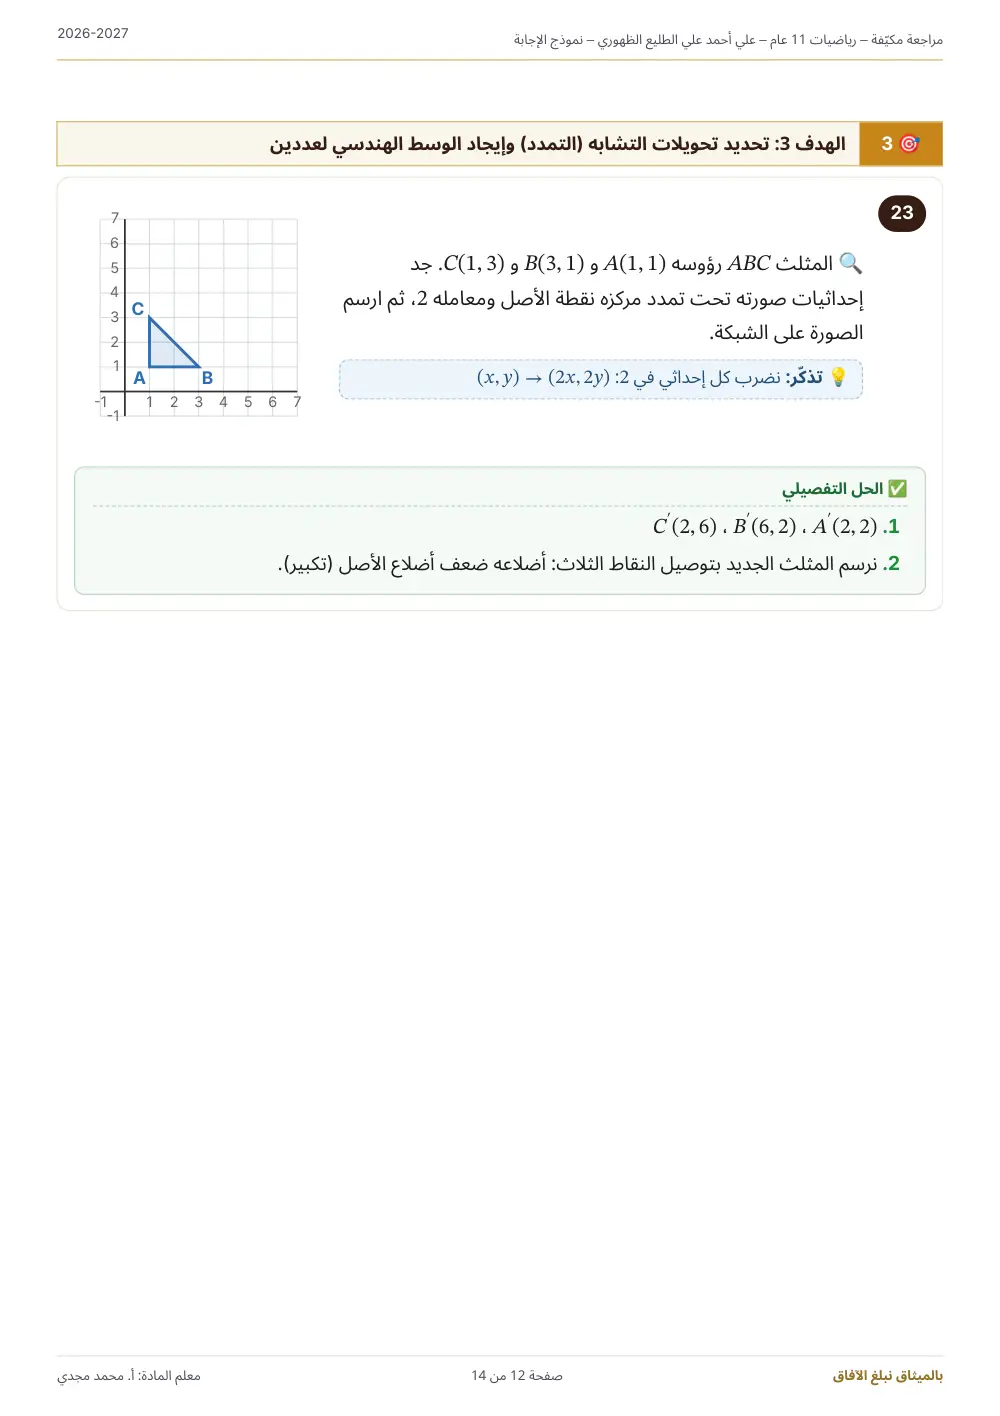 مراجعة مكيّفة – رياضيات 11 عام – علي أحمد علي الطليع الظهوري – نموذج الإجابة
2026-2027
🎯 3
الهدف 3: تحديد تحويلات التشابه (التمدد) وإيجاد الوسط الهندسي لعددين
23
🔍 المثلث ABC رؤوسه A(1, 1) و B(3, 1) و C(1, 3). جد
إحداثيات صورته تحت تمدد مركزه نقطة الأصل ومعامله 2، ثم ارسم
الصورة على الشبكة.
💡 تذكّر: نضرب كل إحداثي في 2: (x, y) → (2x, 2y)
7
6
5
4
3
2
1
-1
-1 1 2 3 4 5 6 7
C
A
B
✅ الحل التفصيلي
1. A′(2, 2) ، B′(6, 2) ، C′(2, 6)
2. نرسم المثلث الجديد بتوصيل النقاط الثلاث: أضلاعه ضعف أضلاع الأصل (تكبير).
بالميثاق نبلغ الآفاق
صفحة 12 من 14
معلم المادة: أ. محمد مجدي